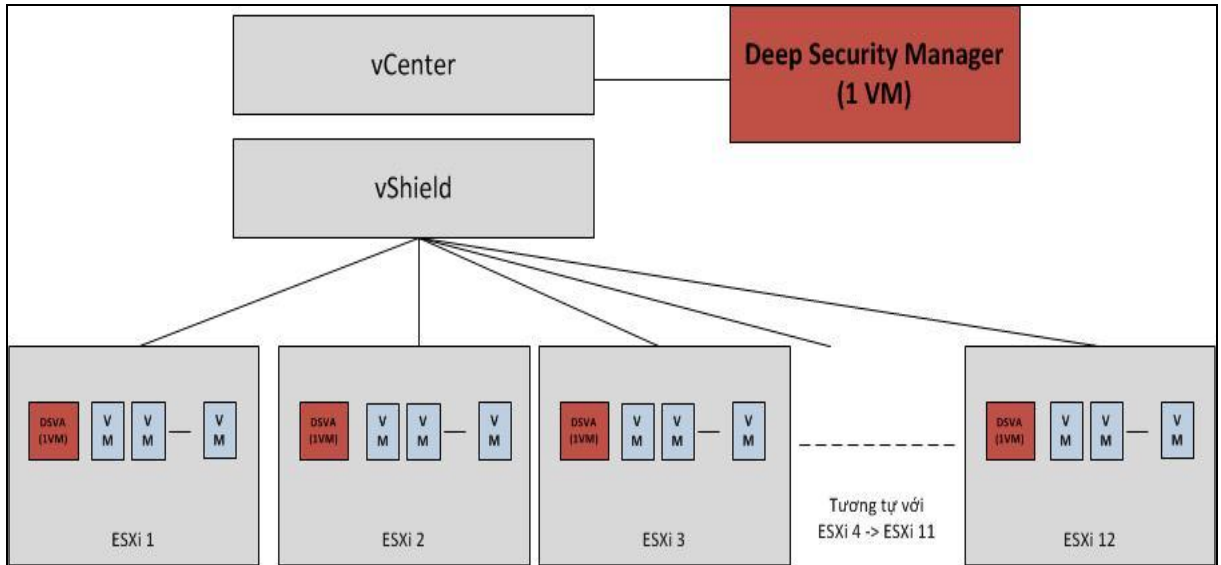 vCenter
Deep Security Manager
(1 VM)
vShield
DSVA
(1VM)
V
M
V
M
V
M
ESXi 1
DSVA
(1VM)
V
M
V
M
V
M
ESXi 2
DSVA
(1VM)
V
M
V
M
V
M
ESXi 3
Tương tự với
ESXi 4 -> ESXi 11
DSVA
(1VM)
V
M
V
M
V
M
ESXi 12